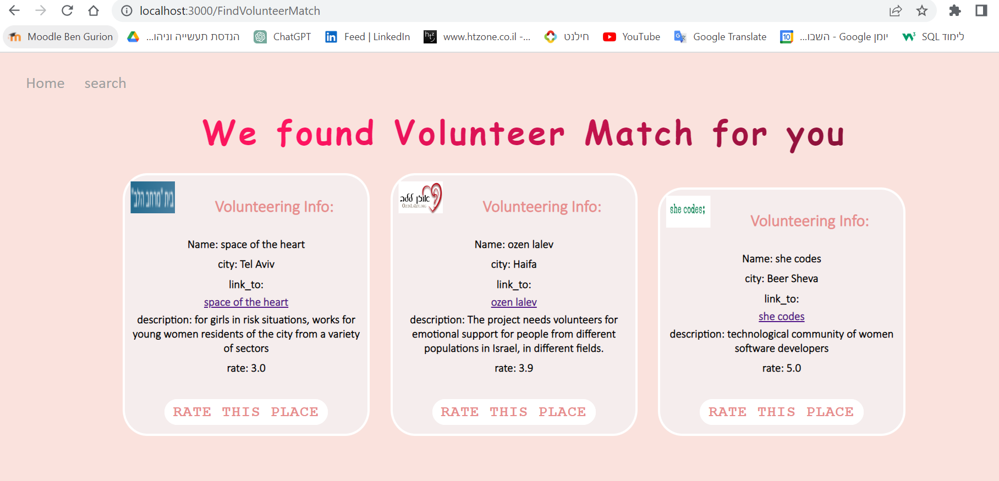 localhost:3000/FindVolunteerMatch
Moodle Ben Gurion
הנדסת תעשייה וניהו...
ChatGPT
Feed | LinkedIn
htz
www.htzone.co.il -...
חילנט
YouTube
Google Translate
10
יומן Google - השבו...
לימוד SQL
Home search
We found Volunteer Match for you
בית "מרחב הלב"
Volunteering Info:
Name: space of the heart
city: Tel Aviv
link_to:
space of the heart
description: for girls in risk situations, works for
young women residents of the city from a variety
of sectors
rate: 3.0
RATE THIS PLACE
אוזן ללב
OZENLALEV.ORG
Volunteering Info:
Name: ozen lalev
city: Haifa
link_to:
ozen lalev
description: The project needs volunteers for
emotional support for people from different
populations in Israel, in different fields.
rate: 3.9
RATE THIS PLACE
she codes;
Volunteering Info:
Name: she codes
city: Beer Sheva
link_to:
she codes
description: technological community of women
software developers
rate: 5.0
RATE THIS PLACE